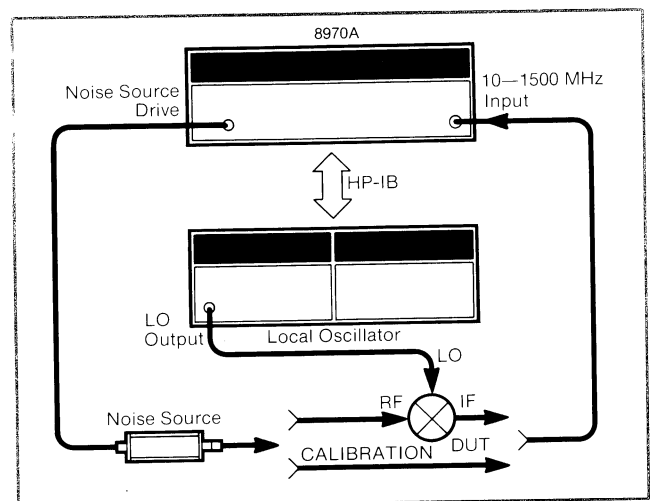 8970A
Noise Source
Drive
10—1500 MHz
Input
HP-IB
LO
Output
Local Oscillator
LO
RF
IF
Noise Source
DUT
CALIBRATION